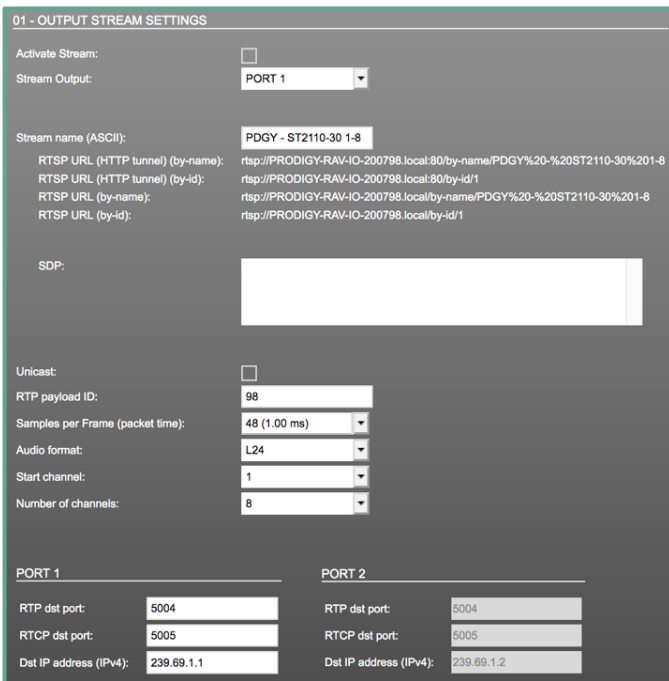 01 - OUTPUT STREAM SETTINGS
Activate Stream:
Stream Output: PORT 1
Stream name (ASCII): PDGY - ST2110-30 1-8
RTSP URL (HTTP tunnel) (by-name): rtsp://PRODIGY-RAV-IO-200798.local:80/by-name/PDGY%20-%20ST2110-30%201-8
RTSP URL (HTTP tunnel) (by-id): rtsp://PRODIGY-RAV-IO-200798.local:80/by-id/1
RTSP URL (by-name): rtsp://PRODIGY-RAV-IO-200798.local/by-name/PDGY%20-%20ST2110-30%201-8
RTSP URL (by-id): rtsp://PRODIGY-RAV-IO-200798.local/by-id/1
SDP:
Unicast:
RTP payload ID: 98
Samples per Frame (packet time): 48 (1.00 ms)
Audio format: L24
Start channel: 1
Number of channels: 8
PORT 1
RTP dst port: 5004
RTCP dst port: 5005
Dst IP address (IPv4): 239.69.1.1
PORT 2
RTP dst port: 5004
RTCP dst port: 5005
Dst IP address (IPv4): 239.69.1.2